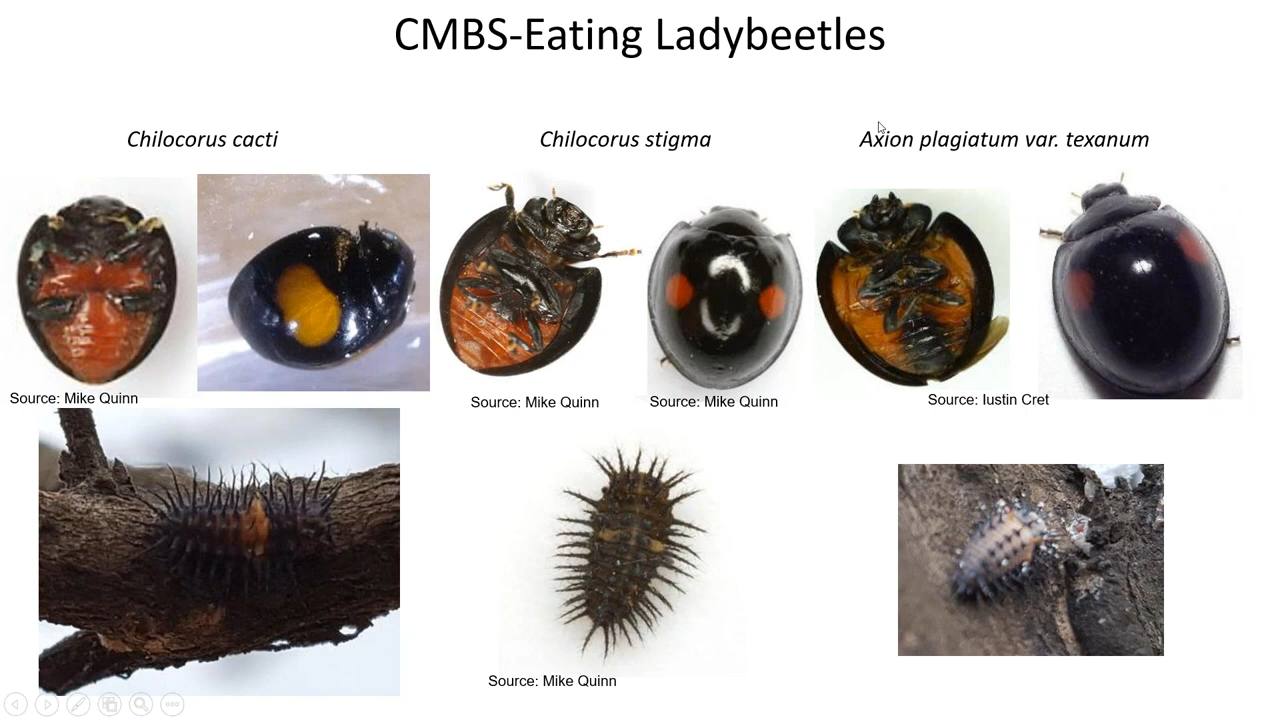 CMBS-Eating Ladybeetles
Chilocorus cacti
Chilocorus stigma
Axion plagiatum var. texanum
Source: Mike Quinn
Source: Mike Quinn
Source: Mike Quinn
Source: Iustin Cret
Source: Mike Quinn